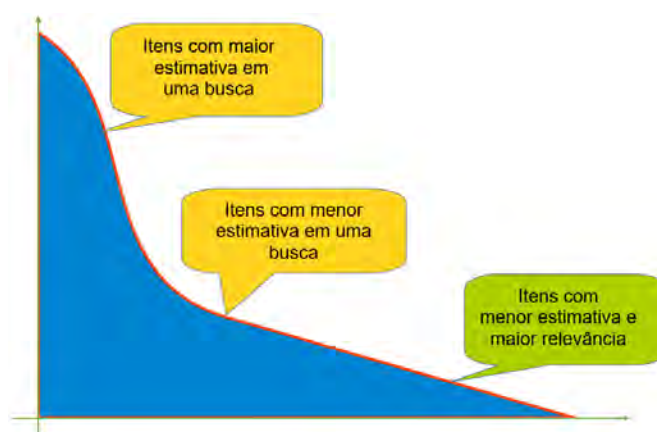 Itens com maior
estimativa em
uma busca
Itens com menor
estimativa em uma
busca
Itens com
menor estimativa e
maior relevância